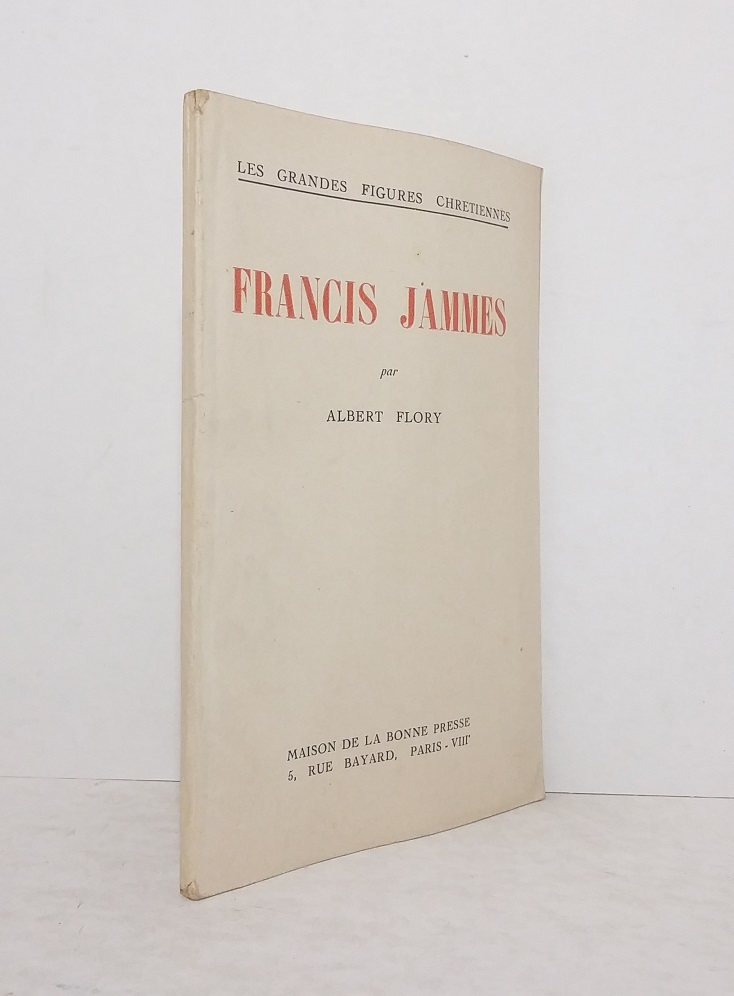 LES GRANDES FIGURES CHRETIENNES
FRANCIS JAMMES
par
ALBERT FLORY
MAISON DE LA BONNE PRESSE
5, RUE BAYARD, PARIS - VIIIᵉ